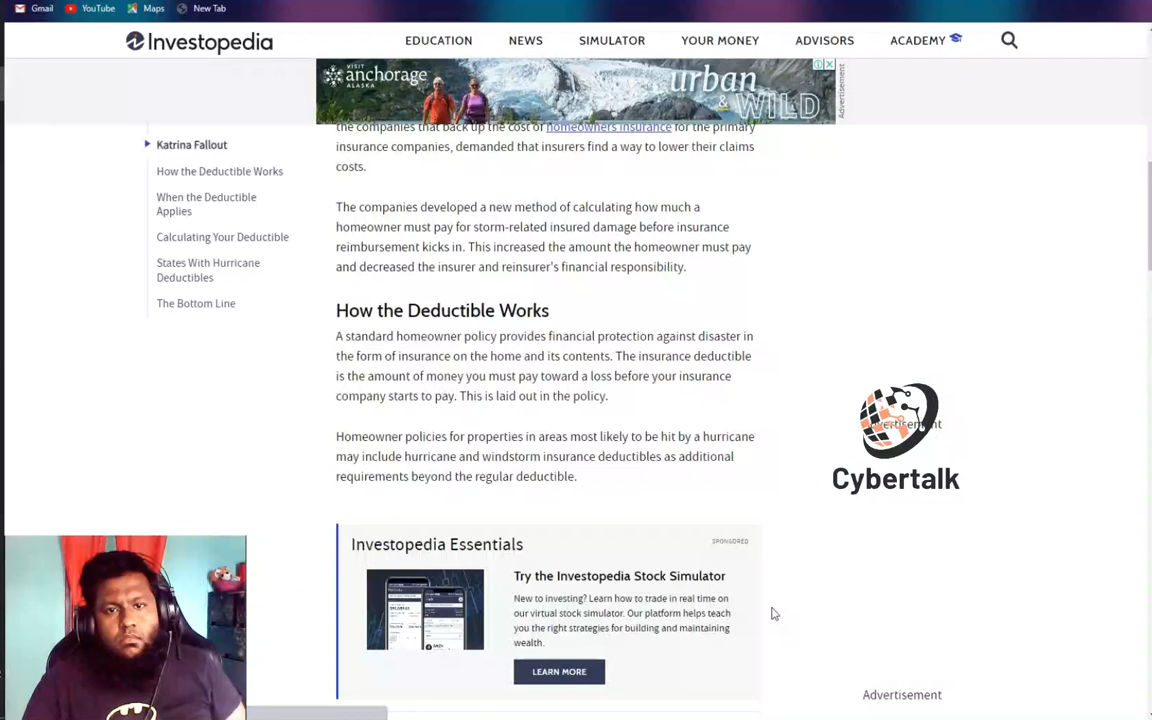 Gmail YouTube Maps New Tab
Investopedia EDUCATION NEWS SIMULATOR YOUR MONEY ADVISORS ACADEMY
VISIT
anchorage
ALASKA
urban
& WILD
Advertisement
the companies that back up the cost of homeowners insurance for the primary
insurance companies, demanded that insurers find a way to lower their claims
costs.
Katrina Fallout
How the Deductible Works
When the Deductible
Applies
Calculating Your Deductible
States With Hurricane
Deductibles
The Bottom Line
The companies developed a new method of calculating how much a
homeowner must pay for storm-related insured damage before insurance
reimbursement kicks in. This increased the amount the homeowner must pay
and decreased the insurer and reinsurer's financial responsibility.
How the Deductible Works
A standard homeowner policy provides financial protection against disaster in
the form of insurance on the home and its contents. The insurance deductible
is the amount of money you must pay toward a loss before your insurance
company starts to pay. This is laid out in the policy.
Homeowner policies for properties in areas most likely to be hit by a hurricane
may include hurricane and windstorm insurance deductibles as additional
requirements beyond the regular deductible.
Advertisement
Cybertalk
Investopedia Essentials
SPONSORED
Try the Investopedia Stock Simulator
New to investing? Learn how to trade in real time on
our virtual stock simulator. Our platform helps teach
you the right strategies for building and maintaining
wealth.
LEARN MORE
Advertisement